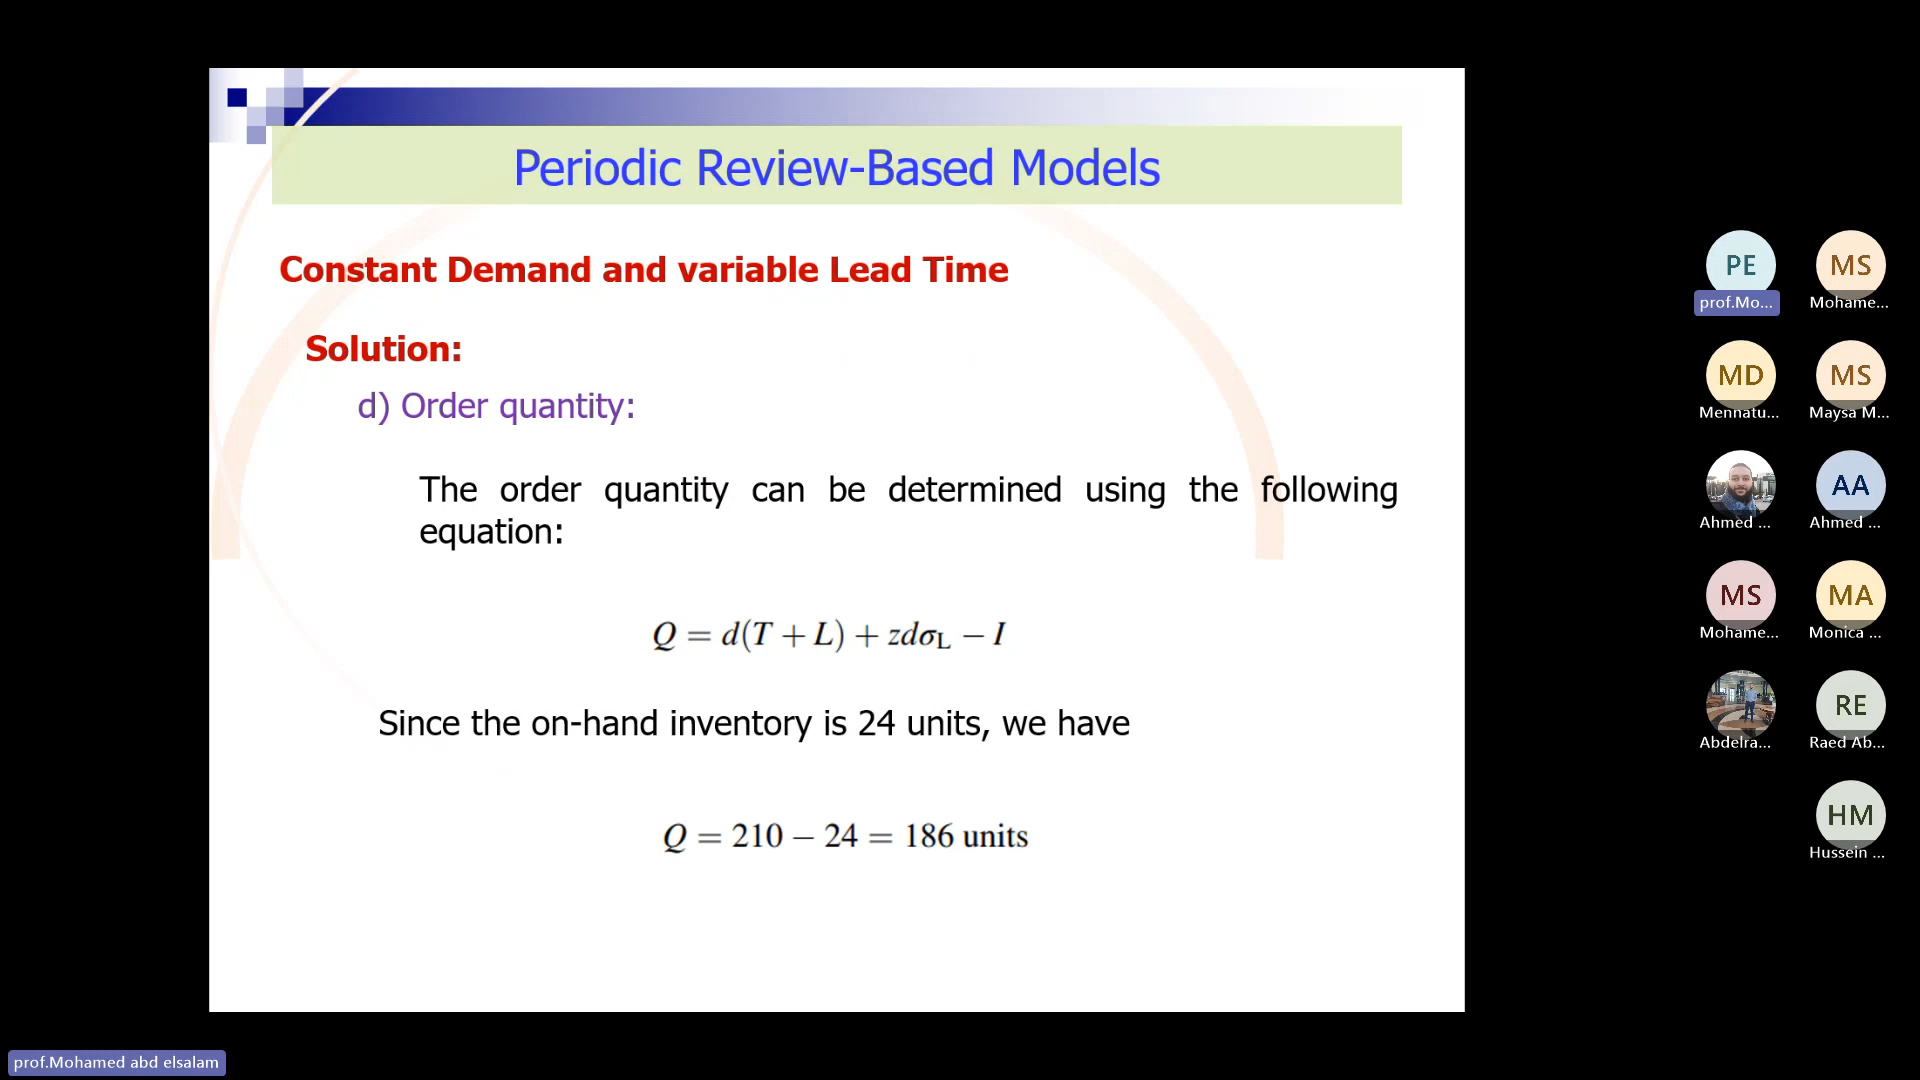 Periodic Review-Based Models
Constant Demand and variable Lead Time
Solution:
d) Order quantity:
The order quantity can be determined using the following
equation:
Q = d(T + L) + zdσL − I
Since the on-hand inventory is 24 units, we have
Q = 210 − 24 = 186 units
PE
prof.Mo...
MS
Mohame...
MD
Mennatu...
MS
Maysa M...
Ahmed ...
AA
Ahmed ...
MS
Mohame...
MA
Monica ...
Abdelra...
RE
Raed Ab...
HM
Hussein ...
prof.Mohamed abd elsalam